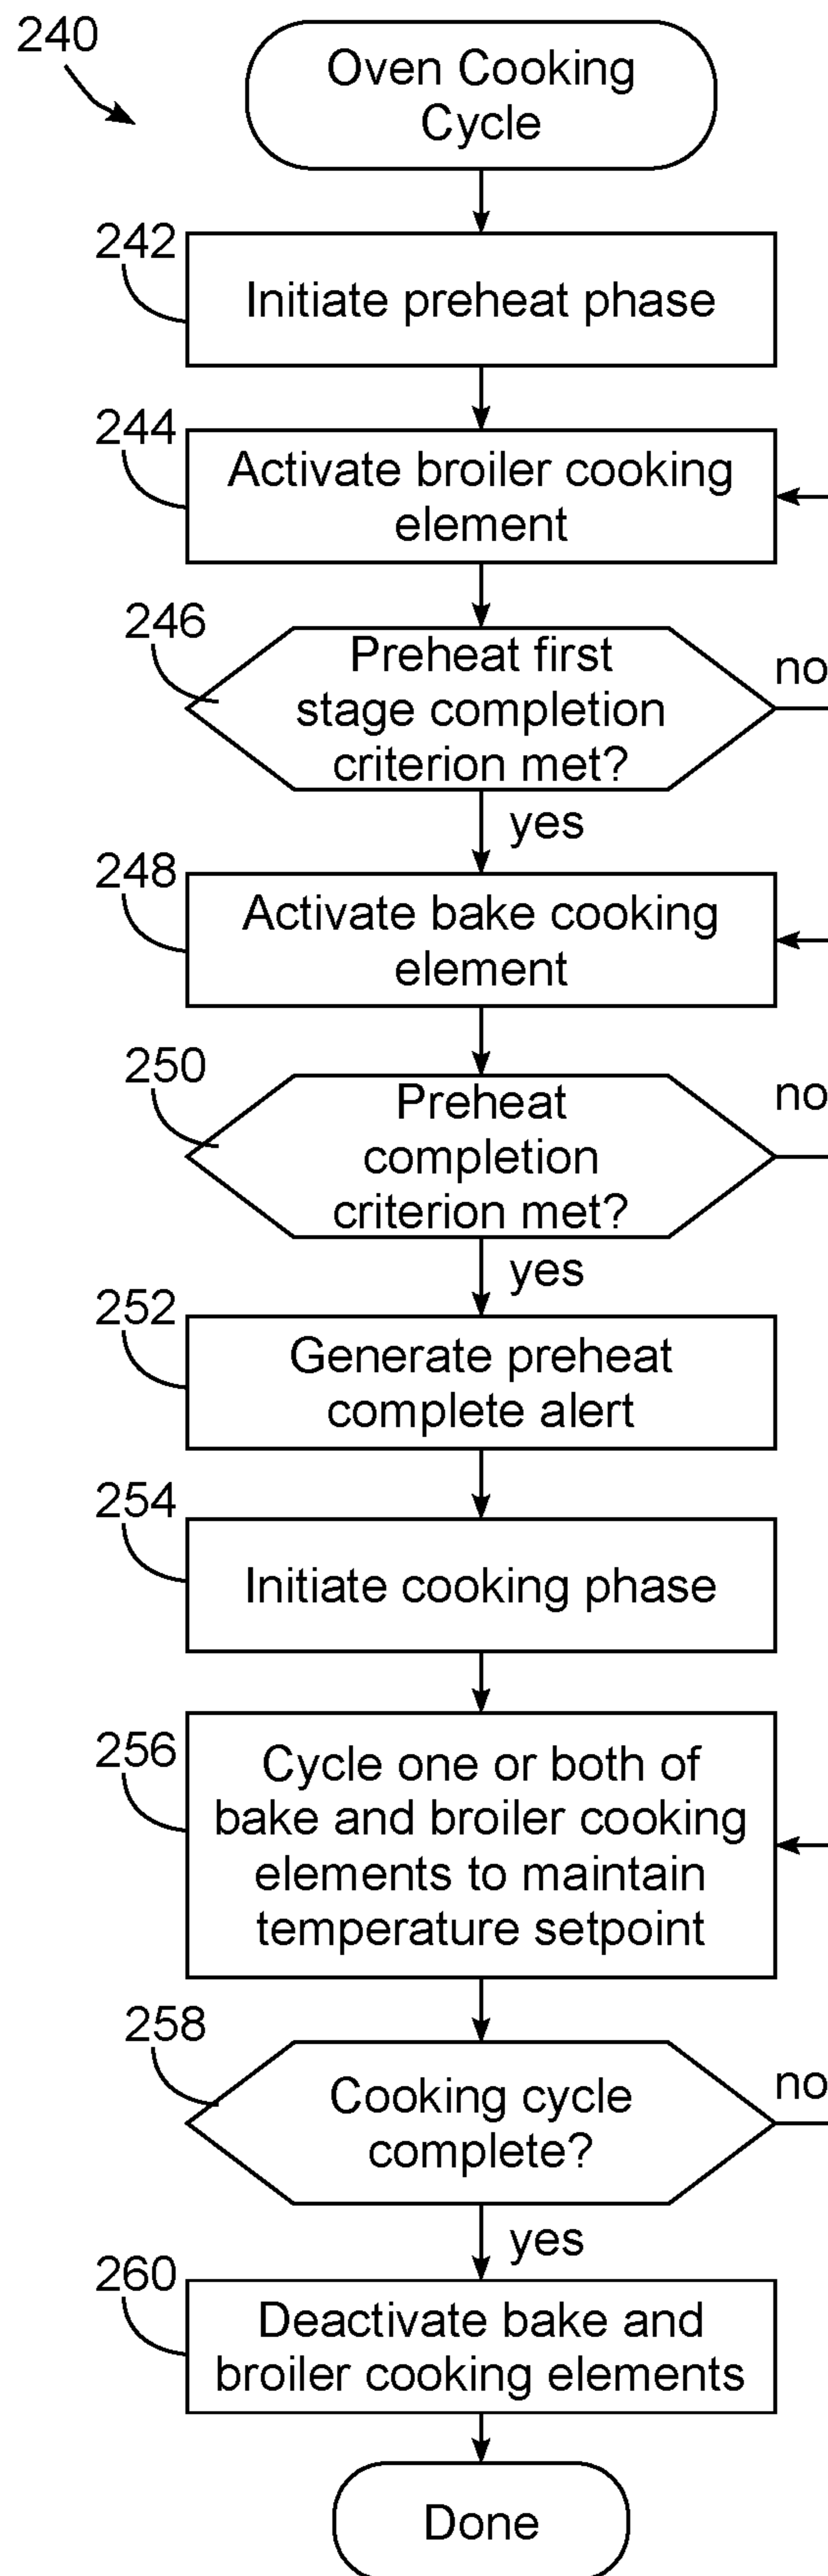 240
Oven Cooking
Cycle
242
Initiate preheat phase
244
Activate broiler cooking
element
246
Preheat first
stage completion
criterion met?
no
yes
248
Activate bake cooking
element
250
Preheat
completion
criterion met?
no
yes
252
Generate preheat
complete alert
254
Initiate cooking phase
256
Cycle one or both of
bake and broiler cooking
elements to maintain
temperature setpoint
258
Cooking cycle
complete?
no
yes
260
Deactivate bake and
broiler cooking elements
Done